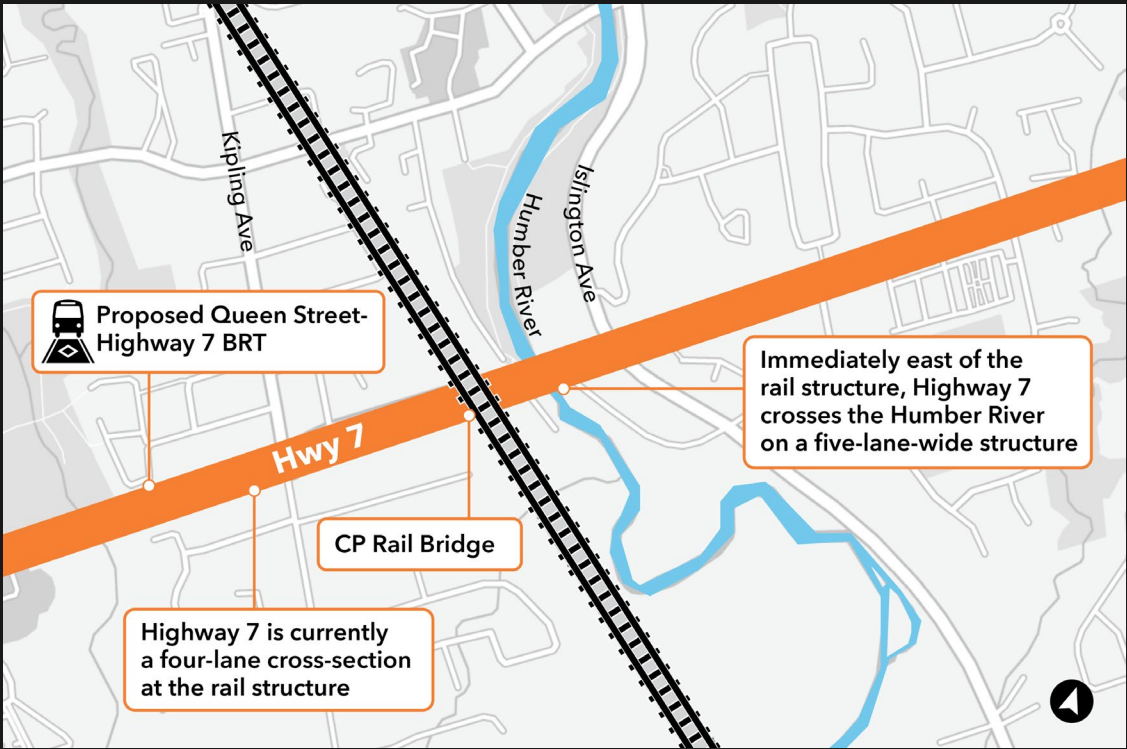 Kipling Ave
Islington Ave
Humber River
Proposed Queen Street-
Highway 7 BRT
Immediately east of the
rail structure, Highway 7
crosses the Humber River
on a five-lane-wide structure
Hwy 7
CP Rail Bridge
Highway 7 is currently
a four-lane cross-section
at the rail structure